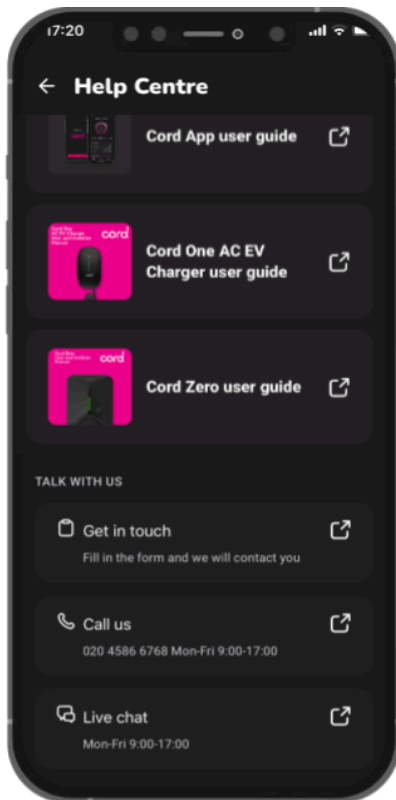 17:20
Help Centre
Cord App user guide
cord
Cord One AC EV
Charger user guide
cord
Cord Zero user guide
TALK WITH US
Get in touch
Fill in the form and we will contact you
Call us
020 4586 6768 Mon-Fri 9:00-17:00
Live chat
Mon-Fri 9:00-17:00